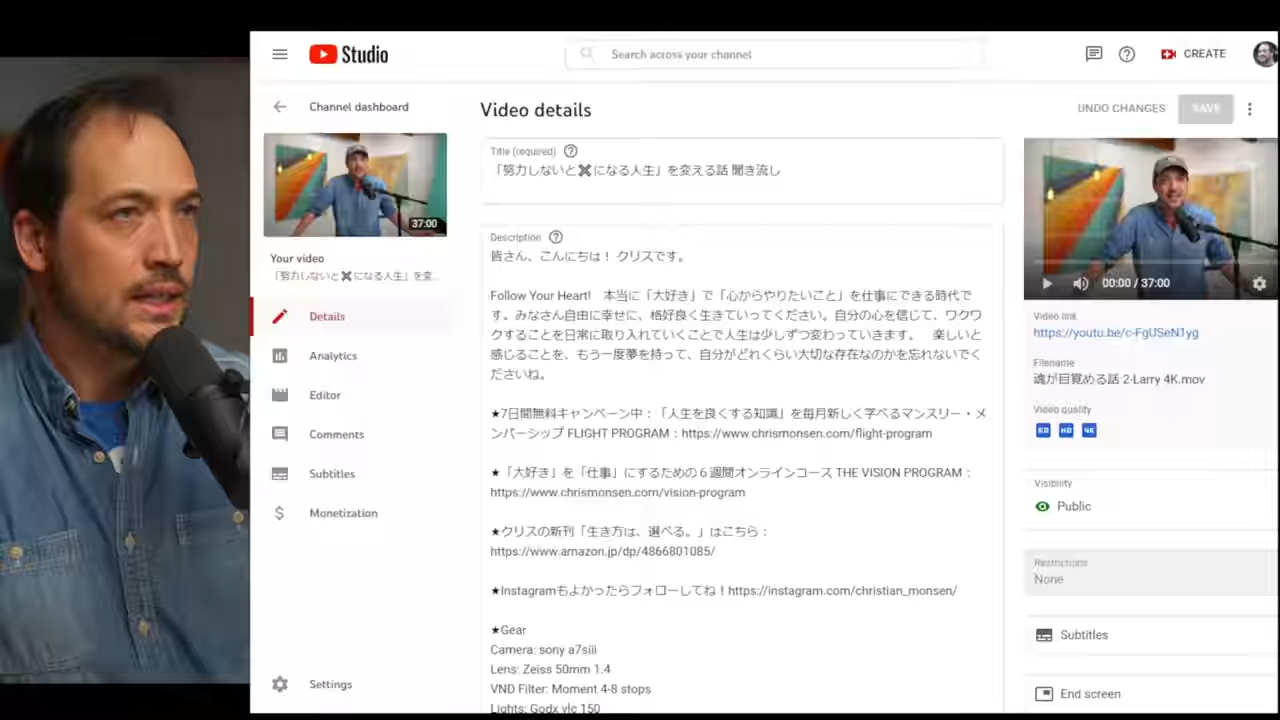 Studio
Search across your channel
CREATE
Channel dashboard
37:00
Your video
「努力しないと✖になる人生」を変...
Details
Analytics
Editor
Comments
Subtitles
Monetization
Settings
Video details
UNDO CHANGES
SAVE
Title (required)
「努力しないと✖になる人生」を変える話 聞き流し
Description
皆さん、こんにちは！ クリスです。
Follow Your Heart!　本当に「大好き」で「心からやりたいこと」を仕事にできる時代で
す。みなさん自由に幸せに、格好良く生きていってください。自分の心を信じて、ワクワ
クすることを日常に取り入れていくことで人生は少しずつ変わっていきます。　楽しいと
感じることを、もう一度夢を持って、自分がどれくらい大切な存在なのかを忘れないでく
ださいね。
★7日間無料キャンペーン中：「人生を良くする知識」を毎月新しく学べるマンスリー・メ
ンバーシップ FLIGHT PROGRAM：https://www.chrismonsen.com/flight-program
★「大好き」を「仕事」にするための６週間オンラインコース THE VISION PROGRAM：
https://www.chrismonsen.com/vision-program
★クリスの新刊「生き方は、選べる。」はこちら：
https://www.amazon.jp/dp/4866801085/
★Instagramもよかったらフォローしてね！https://instagram.com/christian_monsen/
★Gear
Camera: sony a7siii
Lens: Zeiss 50mm 1.4
VND Filter: Moment 4-8 stops
Lights: Godx vlc 150
00:00 / 37:00
Video link
https://youtu.be/c-FgUSeN1yg
Filename
魂が目覚める話 2-Larry 4K.mov
Video quality
SD HD 4K
Visibility
Public
Restrictions
None
Subtitles
End screen